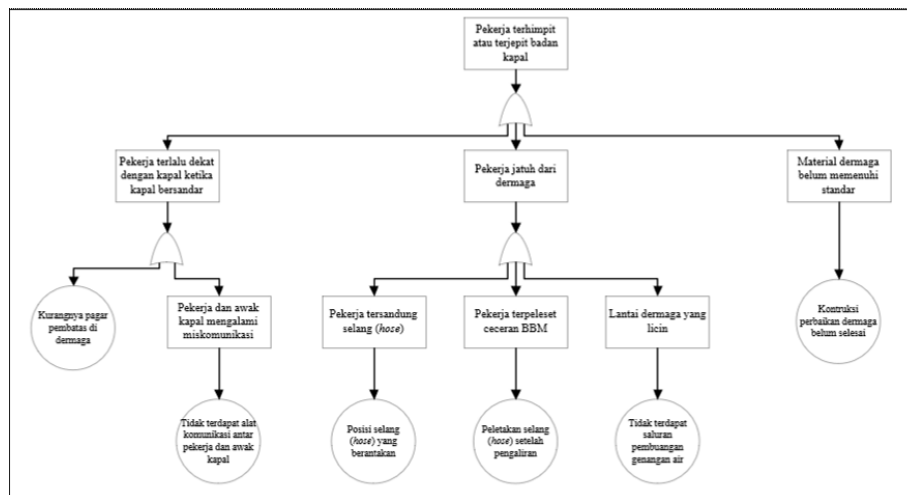 Pekerja terhimpit
atau terjepit badan
kapal
Pekerja terlalu dekat
dengan kapal ketika
kapal bersandar
Pekerja jatuh dari
dermaga
Material dermaga
belum memenuhi
standar
Kurangnya pagar
pembatas di
dermaga
Pekerja dan awak
kapal mengalami
miskomunikasi
Pekerja tersandung
selang (hose)
Pekerja terpeleset
ceceran BBM
Lantai dermaga yang
licin
Kontruksi
perbaikan dermaga
belum selesai
Tidak terdapat alat
komunikasi antar
pekerja dan awak
kapal
Posisi selang
(hose) yang
berantakan
Peletakan selang
(hose) setelah
pengaliran
Tidak terdapat
saluran
pembuangan
genangan air